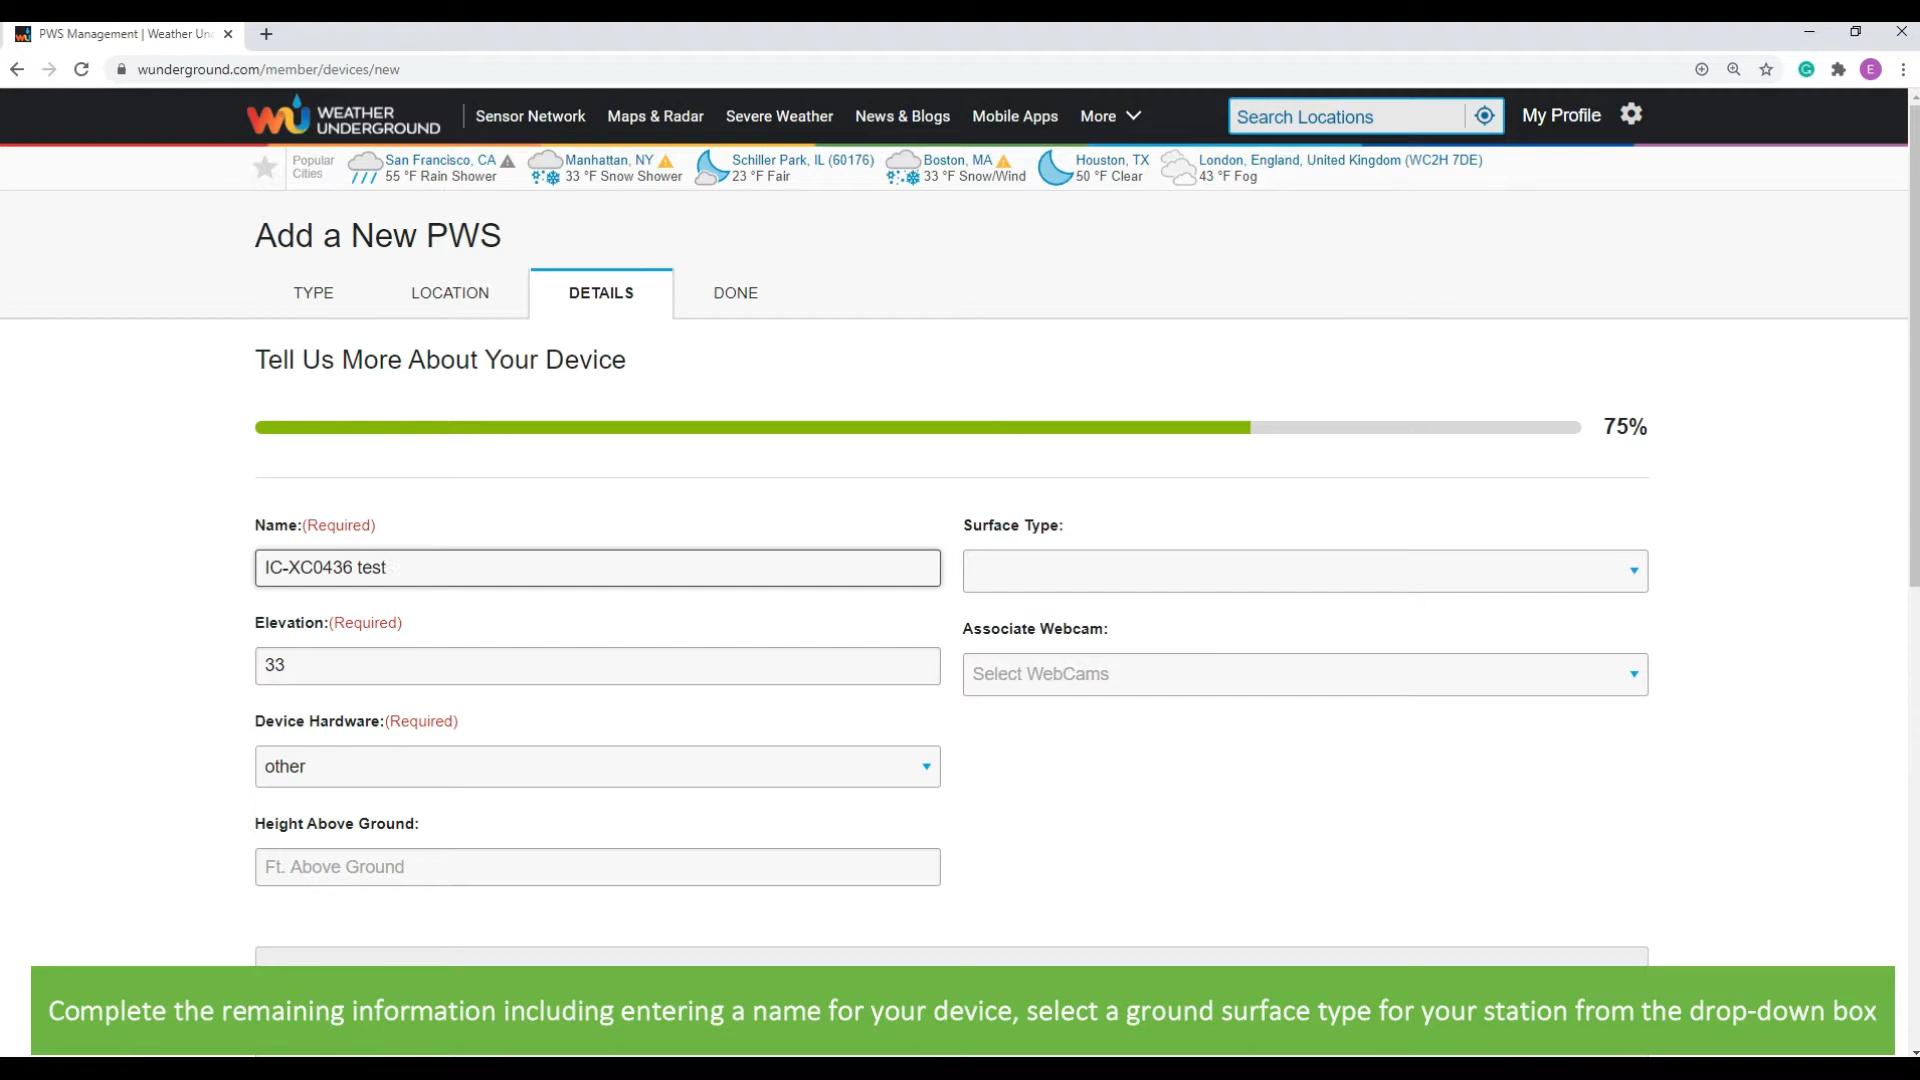 PWS Management | Weather Un
wunderground.com/member/devices/new
E
WEATHER UNDERGROUND
Sensor Network
Maps & Radar
Severe Weather
News & Blogs
Mobile Apps
More
Search Locations
My Profile
Popular Cities
San Francisco, CA
55 °F Rain Shower
Manhattan, NY
33 °F Snow Shower
Schiller Park, IL (60176)
23 °F Fair
Boston, MA
33 °F Snow/Wind
Houston, TX
50 °F Clear
London, England, United Kingdom (WC2H 7DE)
43 °F Fog
Add a New PWS
TYPE
LOCATION
DETAILS
DONE
Tell Us More About Your Device
75%
Name:(Required)
IC-XC0436 test
Surface Type:
Elevation:(Required)
33
Associate Webcam:
Select WebCams
Device Hardware:(Required)
other
Height Above Ground:
Ft. Above Ground
Complete the remaining information including entering a name for your device, select a ground surface type for your station from the drop-down box